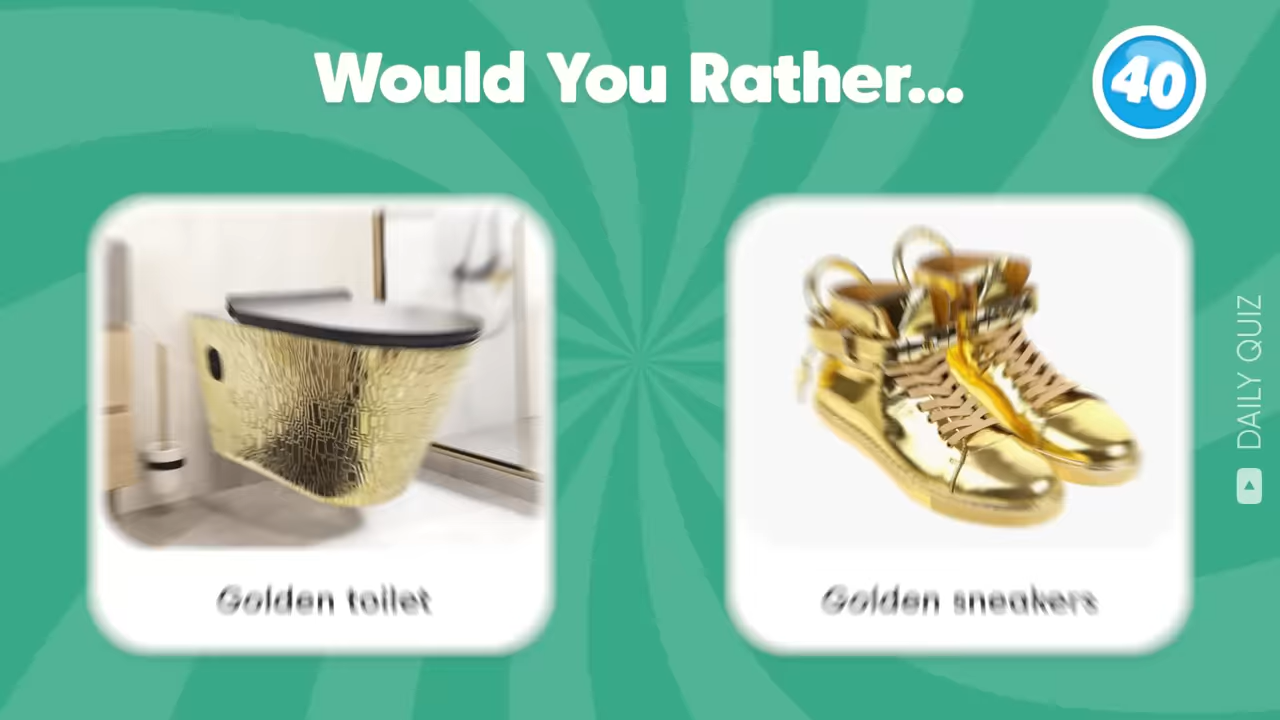 Would You Rather...
40
Golden toilet
Golden sneakers
DAILY QUIZ